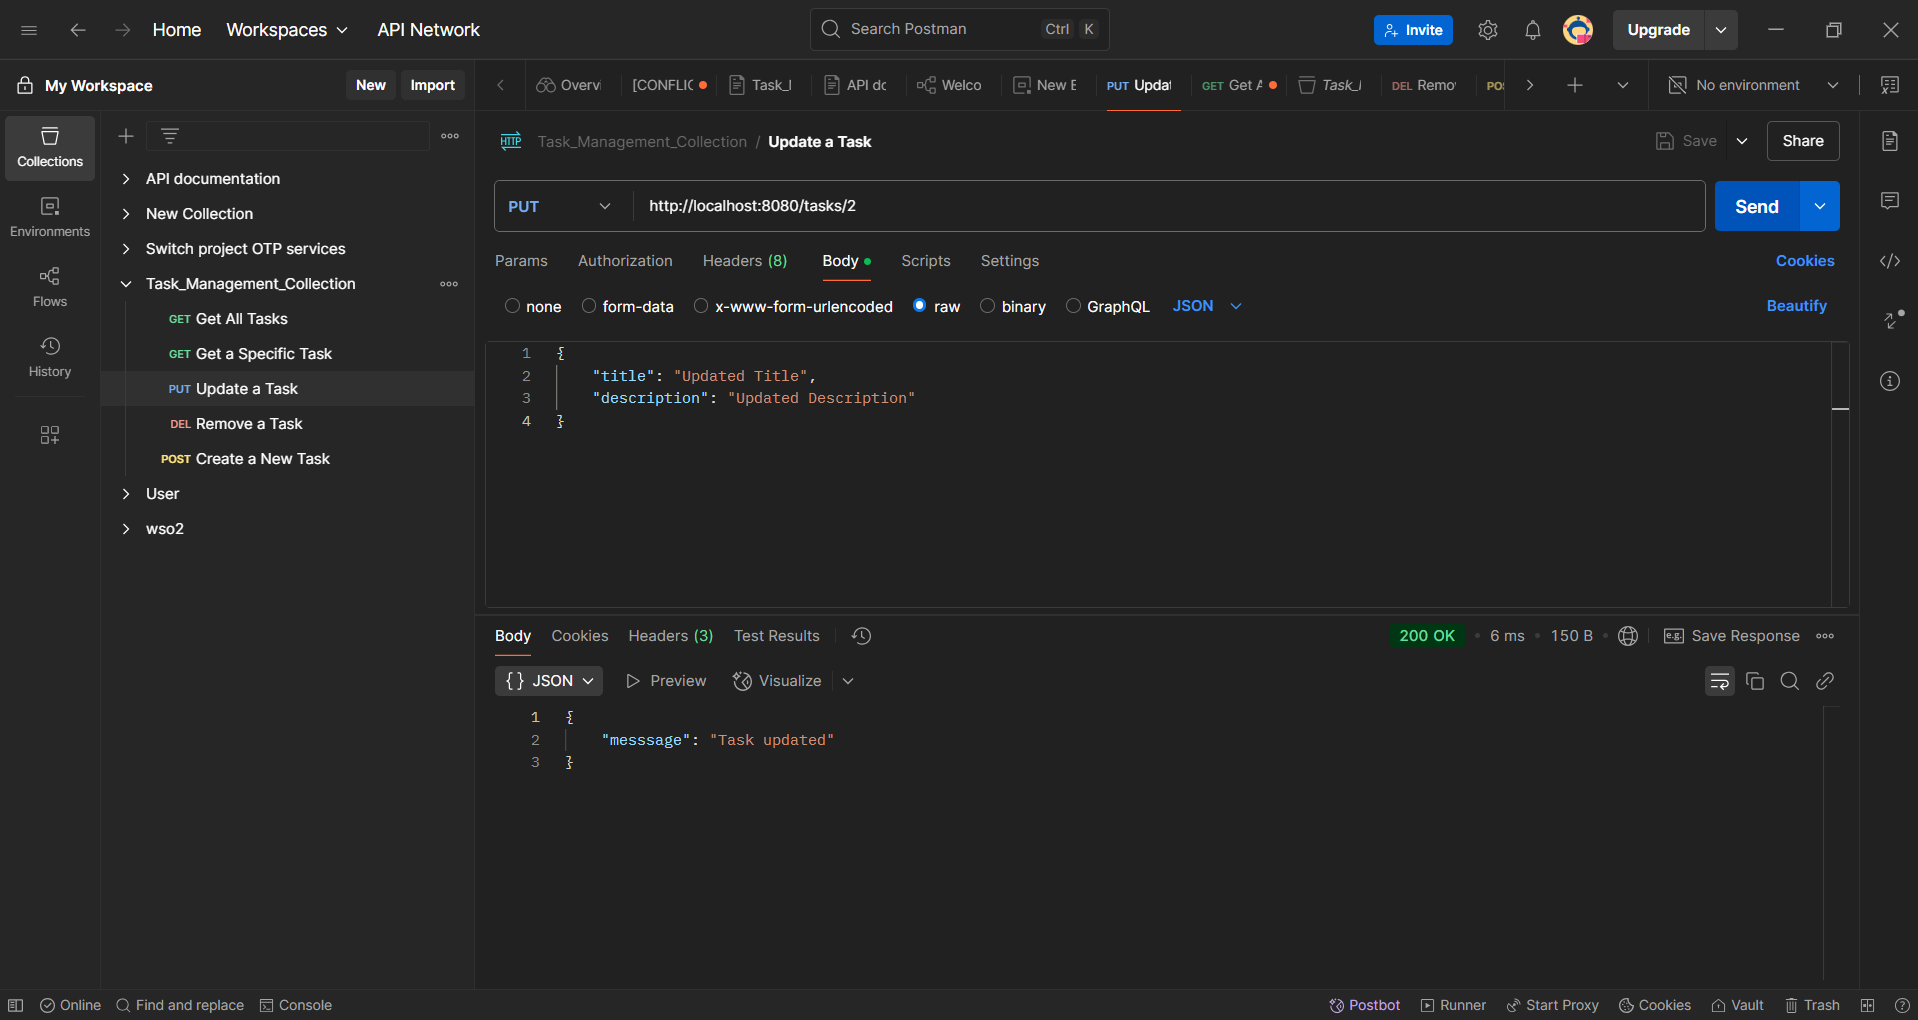 Home Workspaces API Network Search Postman Ctrl K Invite Upgrade
My Workspace New Import Overvi [CONFLIC Task_I API dc Welco New E PUT Updat GET Get A Task_I DEL Remov POS No environment
Collections
Environments
Flows
History
API documentation
New Collection
Switch project OTP services
Task_Management_Collection
GET Get All Tasks
GET Get a Specific Task
PUT Update a Task
DEL Remove a Task
POST Create a New Task
User
wso2
HTTP Task_Management_Collection / Update a Task Save Share
PUT http://localhost:8080/tasks/2 Send
Params Authorization Headers (8) Body Scripts Settings Cookies
none form-data x-www-form-urlencoded raw binary GraphQL JSON Beautify
1 {
2 "title": "Updated Title",
3 "description": "Updated Description"
4 }
Body Cookies Headers (3) Test Results 200 OK 6 ms 150 B e.g. Save Response
{} JSON Preview Visualize
1 {
2 "messsage": "Task updated"
3 }
Online Find and replace Console Postbot Runner Start Proxy Cookies Vault Trash